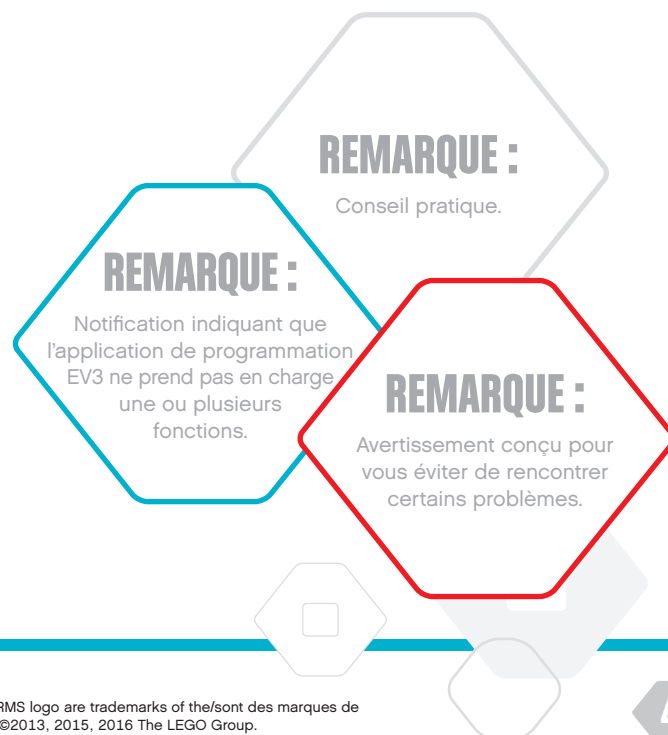 REMARQUE :
Conseil pratique.
REMARQUE :
Notification indiquant que
l'application de programmation
EV3 ne prend pas en charge
une ou plusieurs
fonctions.
REMARQUE :
Avertissement conçu pour
vous éviter de rencontrer
certains problèmes.
RMS logo are trademarks of the/sont des marques de
©2013, 2015, 2016 The LEGO Group.